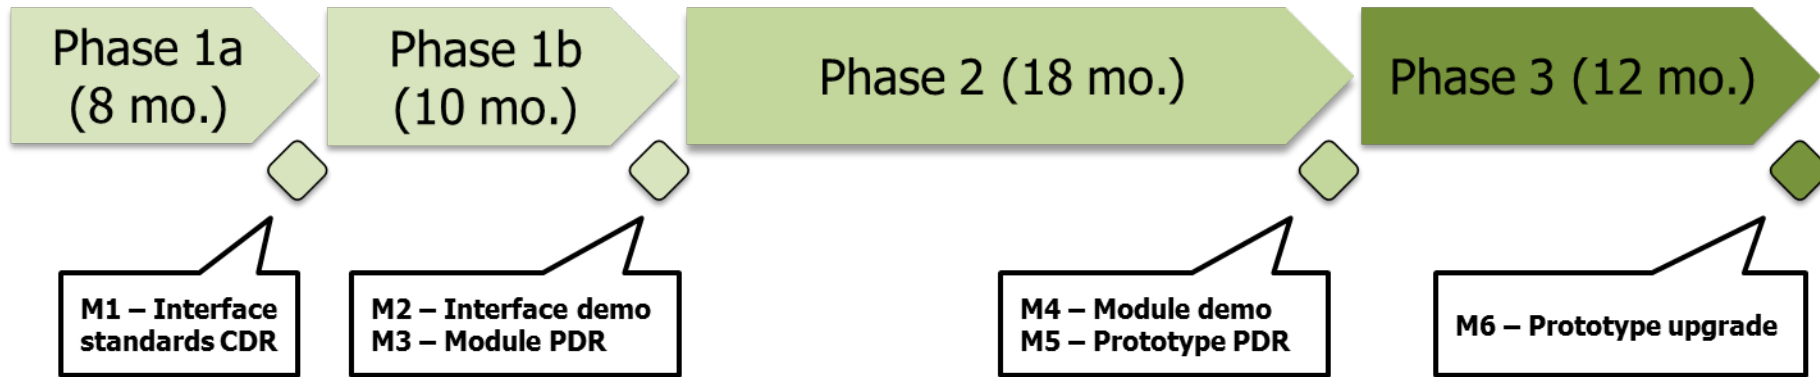 Phase 1a
(8 mo.)
Phase 1b
(10 mo.)
Phase 2 (18 mo.)
Phase 3 (12 mo.)
M1 – Interface
standards CDR
M2 – Interface demo
M3 – Module PDR
M4 – Module demo
M5 – Prototype PDR
M6 – Prototype upgrade